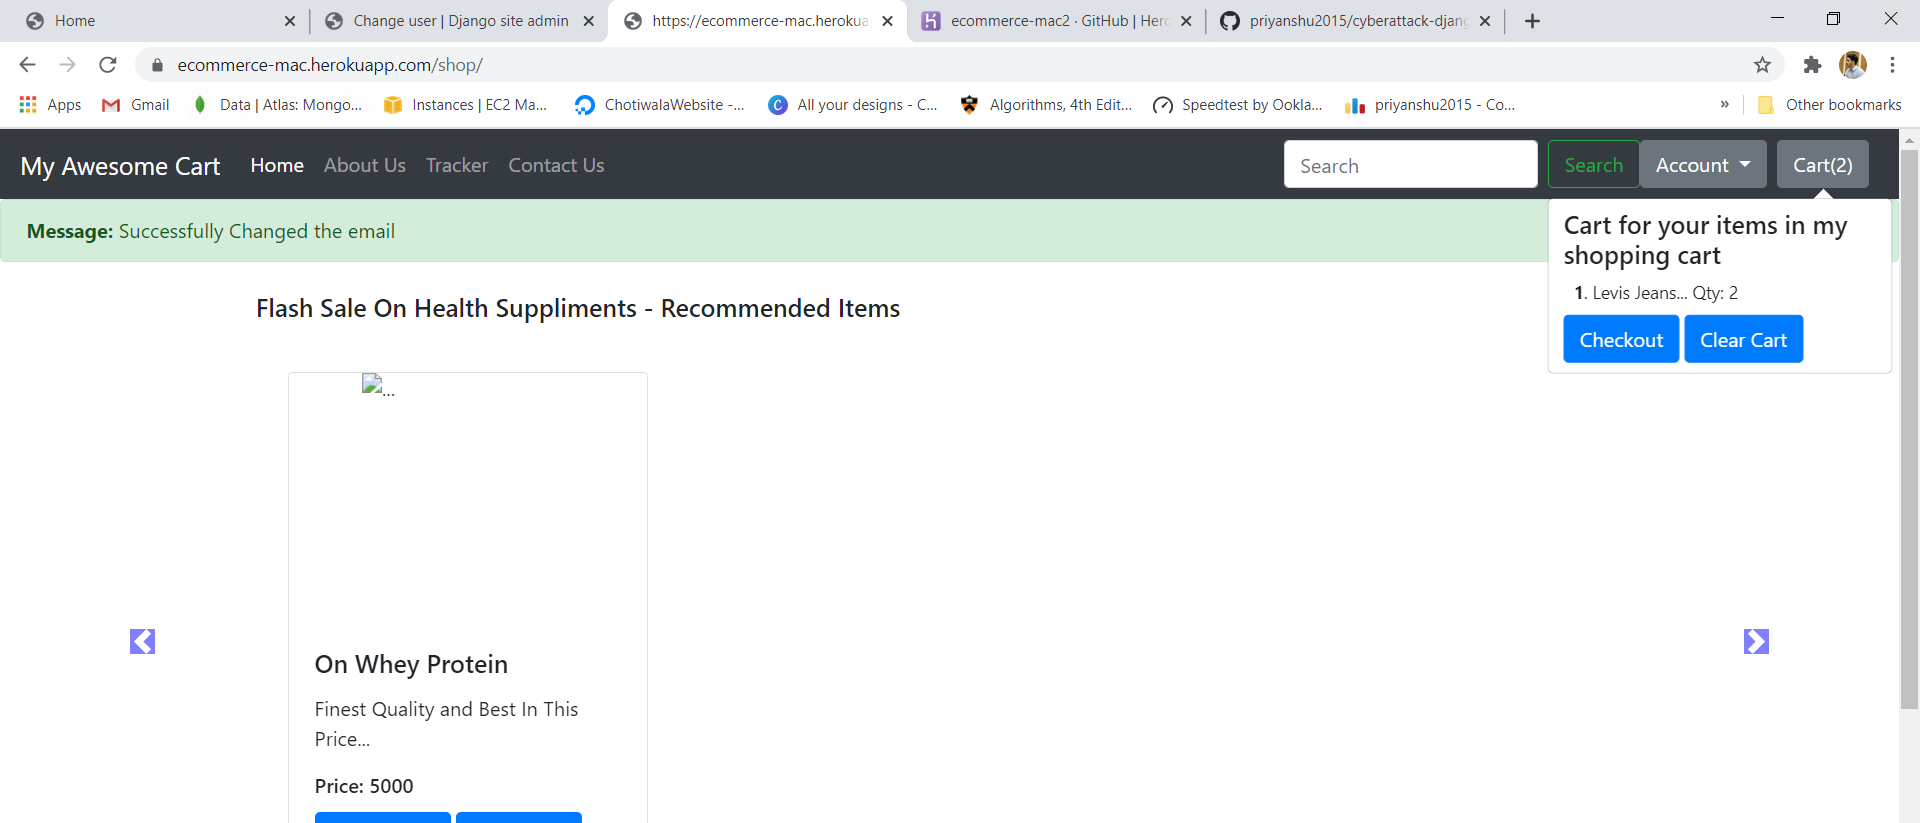 Home
Change user | Django site admin
https://ecommerce-mac.herokua
ecommerce-mac2 · GitHub | Hero
priyanshu2015/cyberattack-djang
ecommerce-mac.herokuapp.com/shop/
Apps
Gmail
Data | Atlas: Mongo...
Instances | EC2 Ma...
ChotiwalaWebsite -...
All your designs - C...
Algorithms, 4th Edit...
Speedtest by Ookla...
priyanshu2015 - Co...
»
Other bookmarks
My Awesome Cart
Home
About Us
Tracker
Contact Us
Search
Search
Account
Cart(2)
Message: Successfully Changed the email
Cart for your items in my
shopping cart
1. Levis Jeans... Qty: 2
Checkout
Clear Cart
Flash Sale On Health Suppliments - Recommended Items
...
On Whey Protein
Finest Quality and Best In This
Price...
Price: 5000